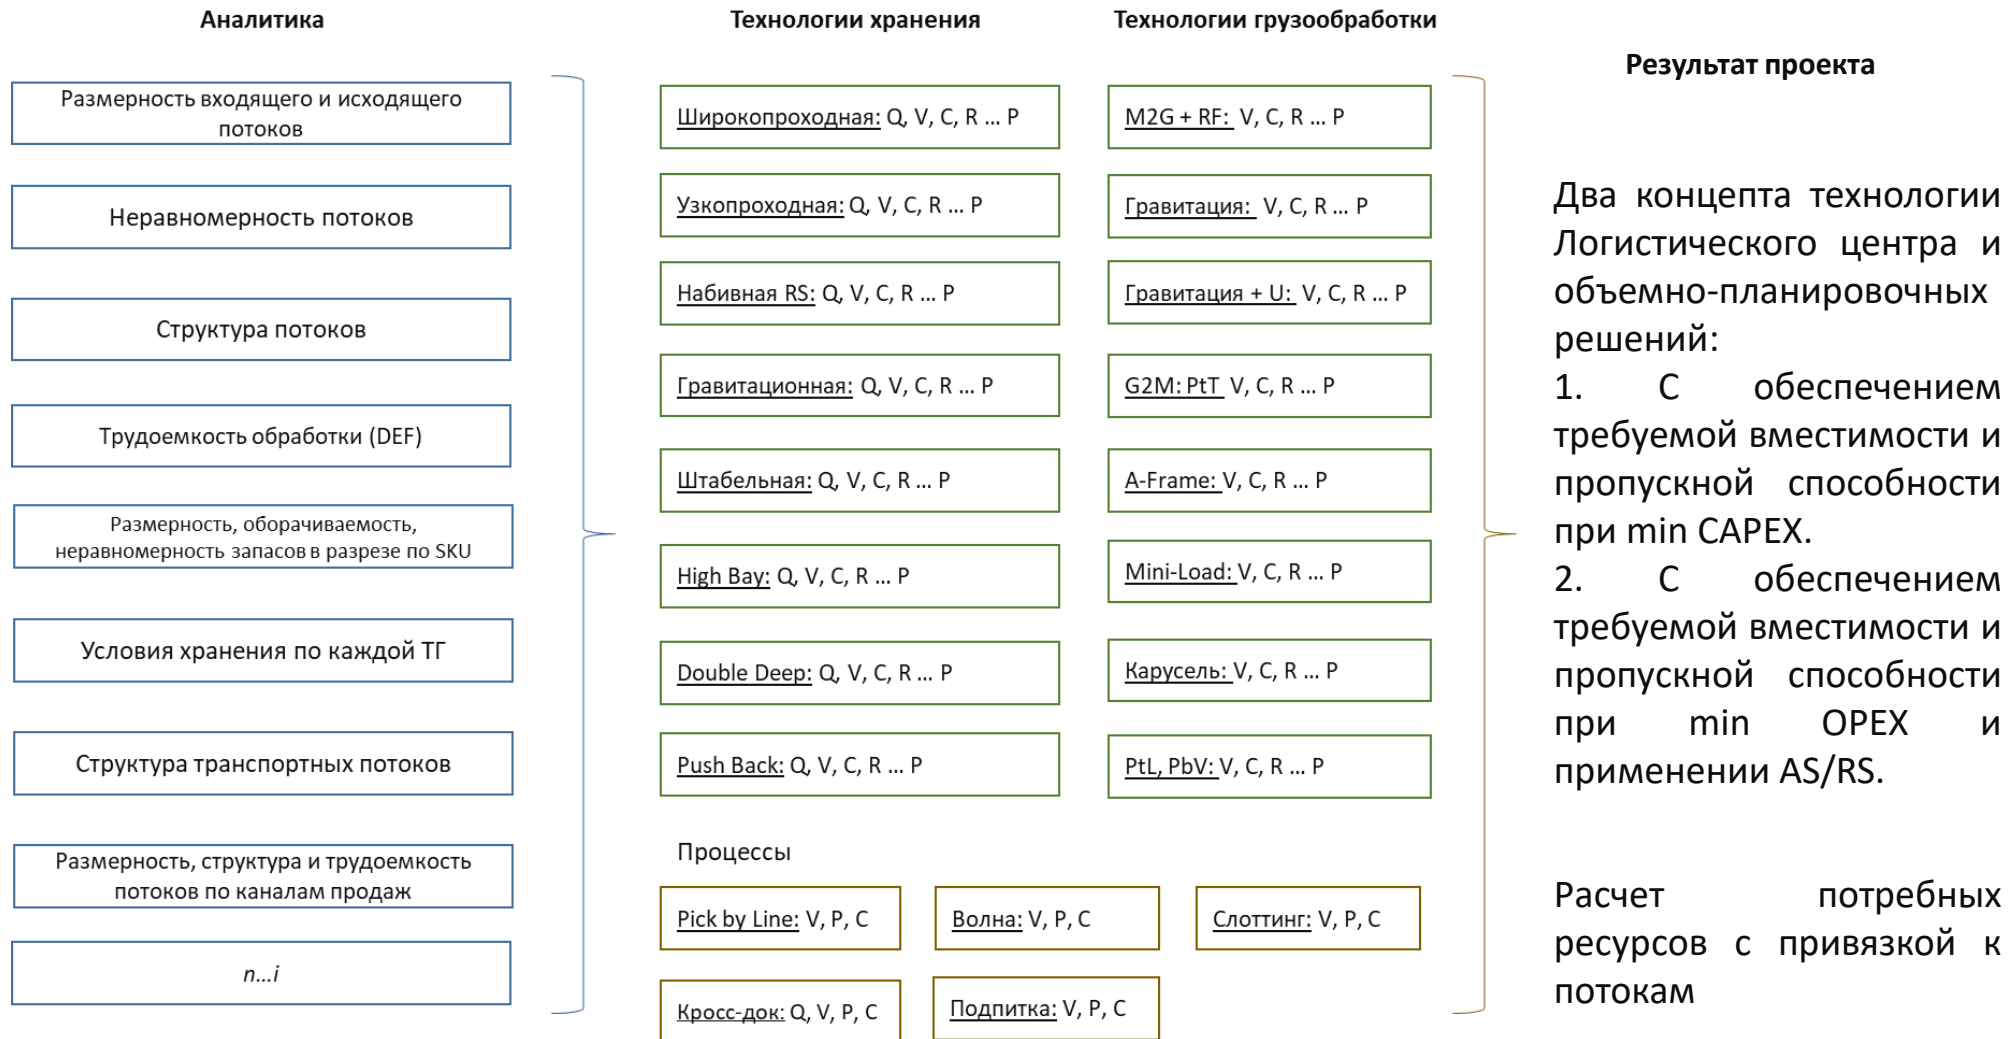 Аналитика
Размерность входящего и исходящего
потоков
Неравномерность потоков
Структура потоков
Трудоемкость обработки (DEF)
Размерность, оборачиваемость,
неравномерность запасов в разрезе по SKU
Условия хранения по каждой ТГ
Структура транспортных потоков
Размерность, структура и трудоемкость
потоков по каналам продаж
n...i
Технологии хранения
Широкопроходная: Q, V, C, R ... P
Узкопроходная: Q, V, C, R ... P
Набивная RS: Q, V, C, R ... P
Гравитационная: Q, V, C, R ... P
Штабельная: Q, V, C, R ... P
High Bay: Q, V, C, R ... P
Double Deep: Q, V, C, R ... P
Push Back: Q, V, C, R ... P
Технологии грузообработки
M2G + RF: V, C, R ... P
Гравитация: V, C, R ... P
Гравитация + U: V, C, R ... P
G2M: PtT V, C, R ... P
A-Frame: V, C, R ... P
Mini-Load: V, C, R ... P
Карусель: V, C, R ... P
PtL, PbV: V, C, R ... P
Процессы
Pick by Line: V, P, C
Волна: V, P, C
Слоттинг: V, P, C
Кросс-док: Q, V, P, C
Подпитка: V, P, C
Результат проекта
Два концепта технологии
Логистического центра и
объемно-планировочных
решений:
1. С обеспечением
требуемой вместимости и
пропускной способности
при min CAPEX.
2. С обеспечением
требуемой вместимости и
пропускной способности
при min OPEX и
применении AS/RS.
Расчет потребных
ресурсов с привязкой к
потокам